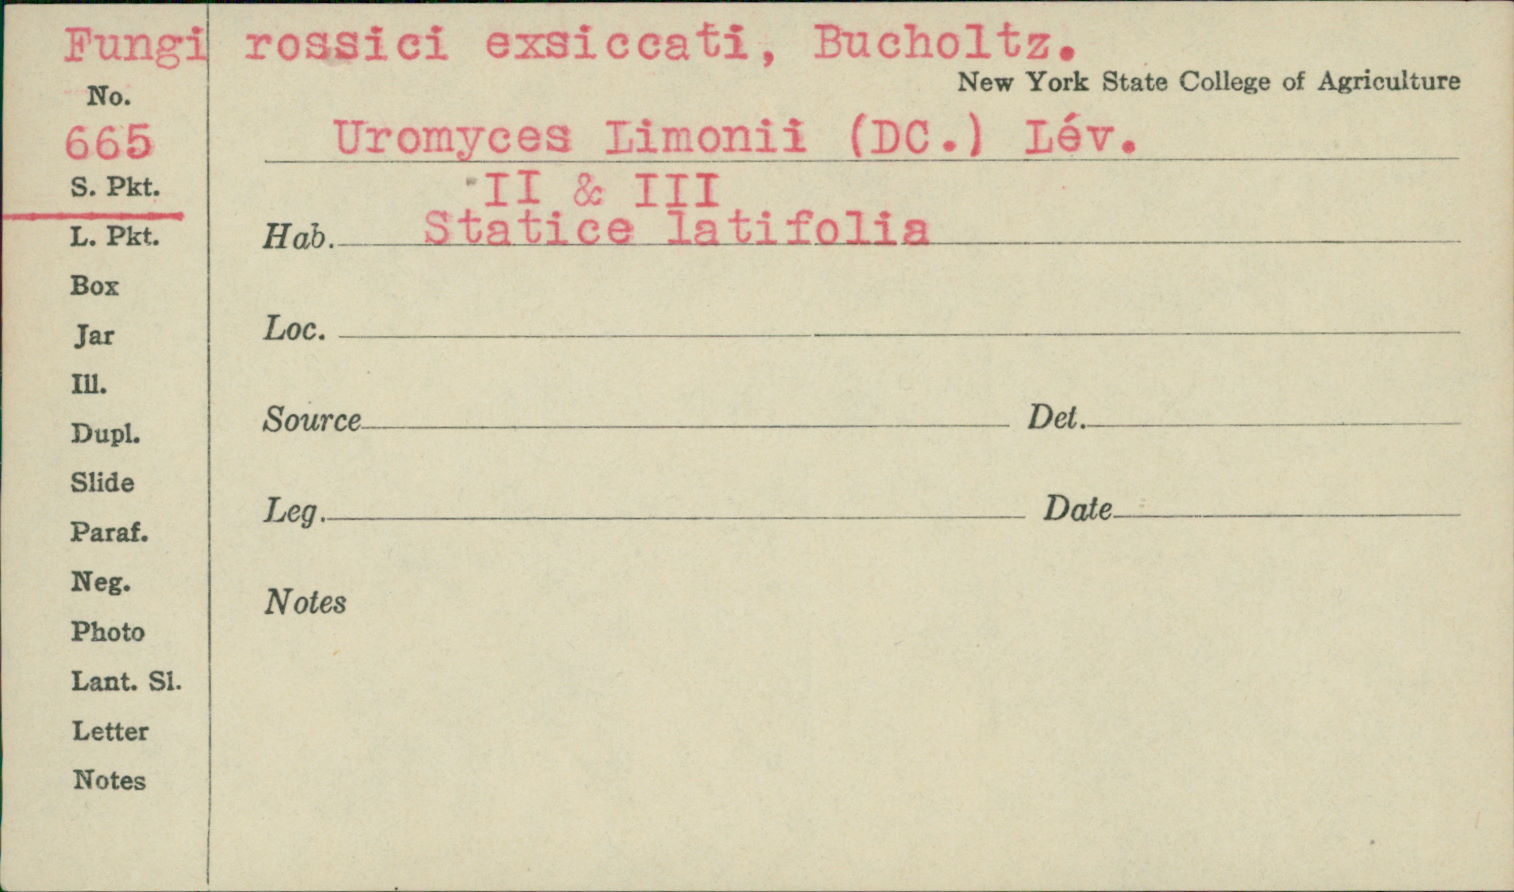 Fungi rossici exsiccati, Bucholtz.
New York State College of Agriculture
No.
665
Uromyces Limonii (DC.) Lév.
S. Pkt.
II & III
L. Pkt.
Hab. Statice latifolia
Box
Jar
Loc.
Ill.
Dupl.
Source Det.
Slide
Leg. Date
Paraf.
Neg.
Notes
Photo
Lant. Sl.
Letter
Notes